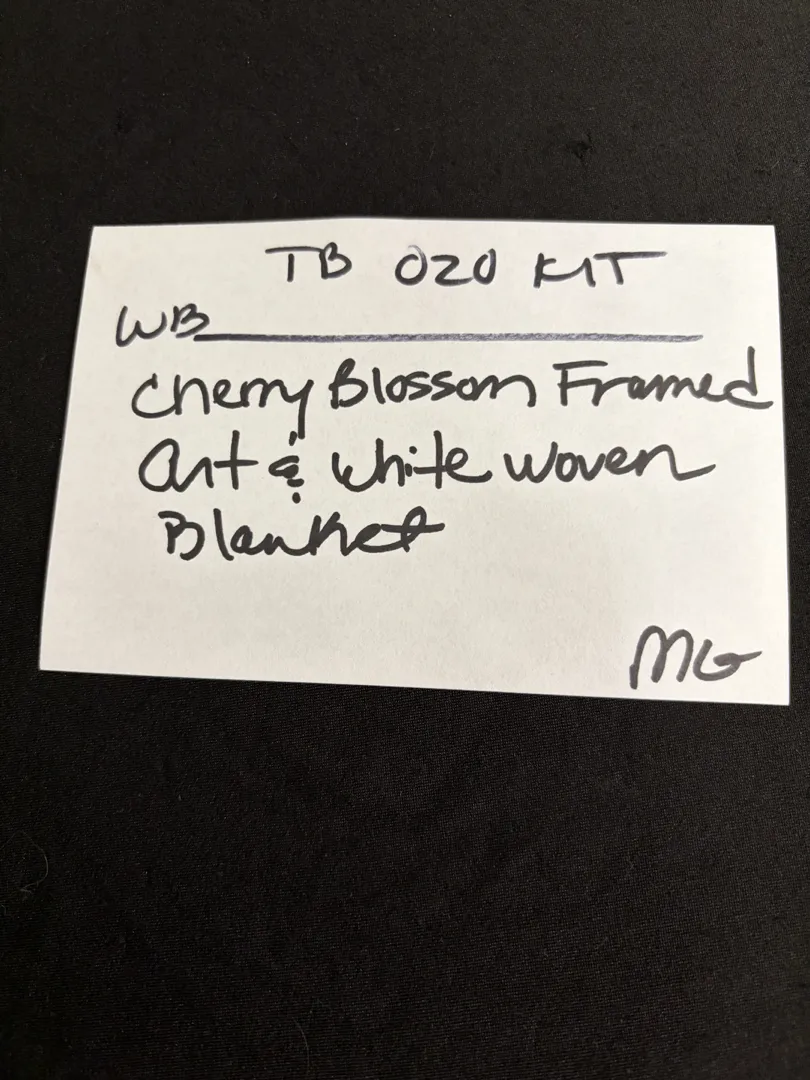 TB 020 KIT
WB
Cherry Blossom Framed
art & white woven
Blanket
MG